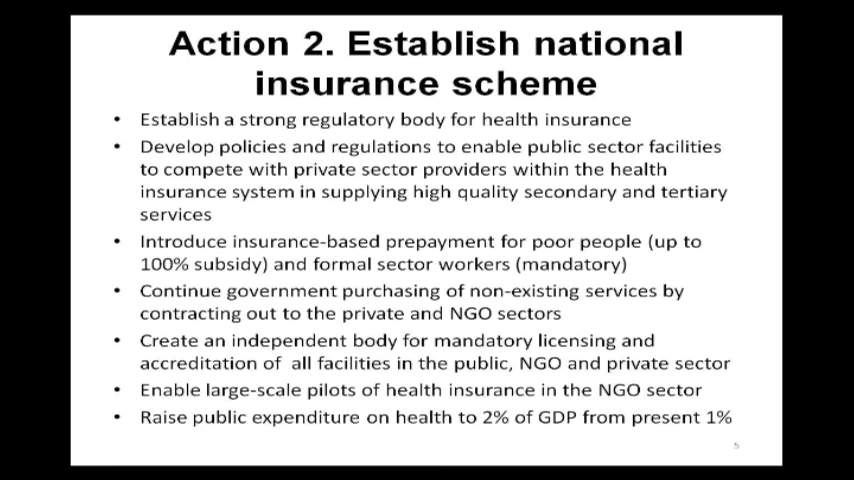 Action 2. Establish national
insurance scheme
• Establish a strong regulatory body for health insurance
• Develop policies and regulations to enable public sector facilities
to compete with private sector providers within the health
insurance system in supplying high quality secondary and tertiary
services
• Introduce insurance-based prepayment for poor people (up to
100% subsidy) and formal sector workers (mandatory)
• Continue government purchasing of non-existing services by
contracting out to the private and NGO sectors
• Create an independent body for mandatory licensing and
accreditation of all facilities in the public, NGO and private sector
• Enable large-scale pilots of health insurance in the NGO sector
• Raise public expenditure on health to 2% of GDP from present 1%
5